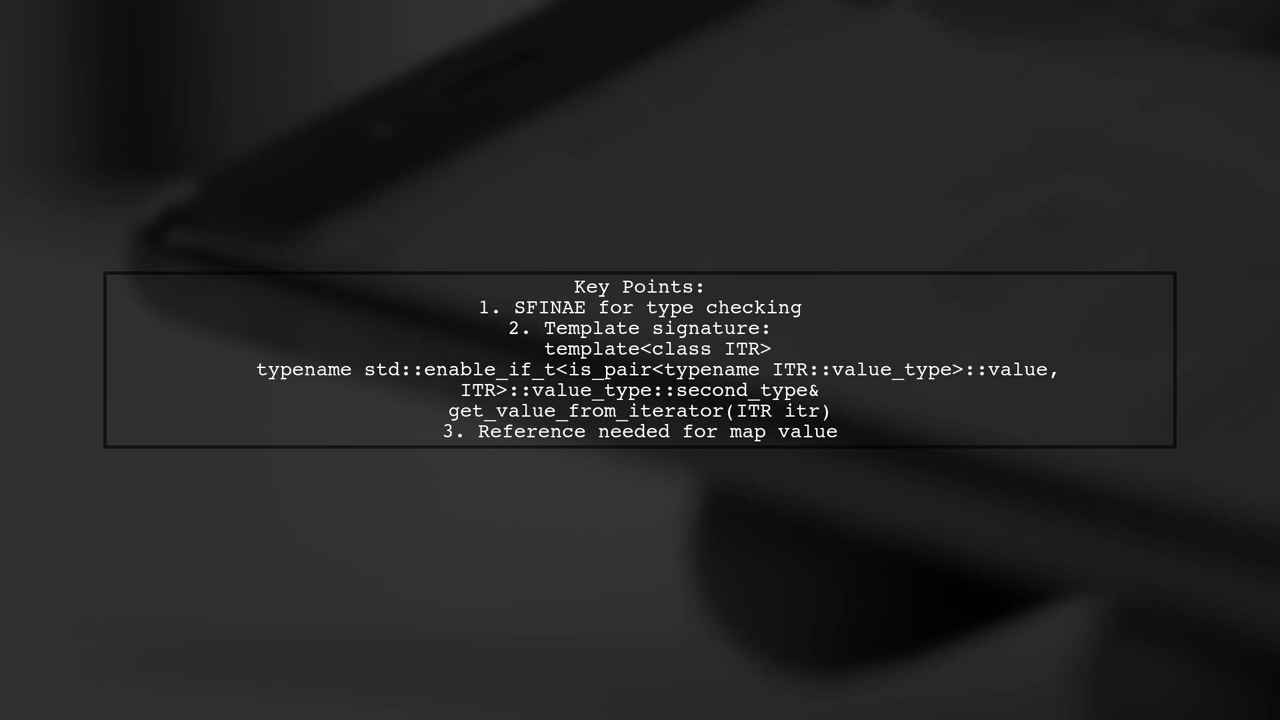 Key Points:
1. SFINAE for type checking
2. Template signature:
template<class ITR>
typename std::enable_if_t<is_pair<typename ITR::value_type>::value,
ITR>::value_type::second_type&
get_value_from_iterator(ITR itr)
3. Reference needed for map value